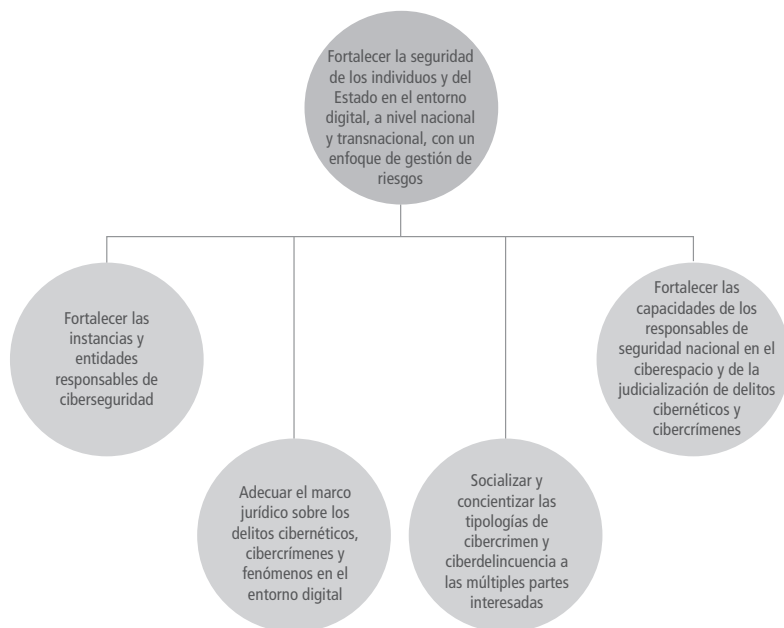 Fortalecer la seguridad
de los individuos y del
Estado en el entorno
digital, a nivel nacional
y transnacional, con un
enfoque de gestión de
riesgos
Fortalecer las
instancias y
entidades
responsables de
ciberseguridad
Adecuar el marco
jurídico sobre los
delitos cibernéticos,
cibercrímenes y
fenómenos en el
entorno digital
Socializar y
concientizar las
tipologías de
cibercrimen y
ciberdelincuencia a
las múltiples partes
interesadas
Fortalecer las
capacidades de los
responsables de
seguridad nacional en el
ciberespacio y de la
judicialización de delitos
cibernéticos y
cibercrímenes